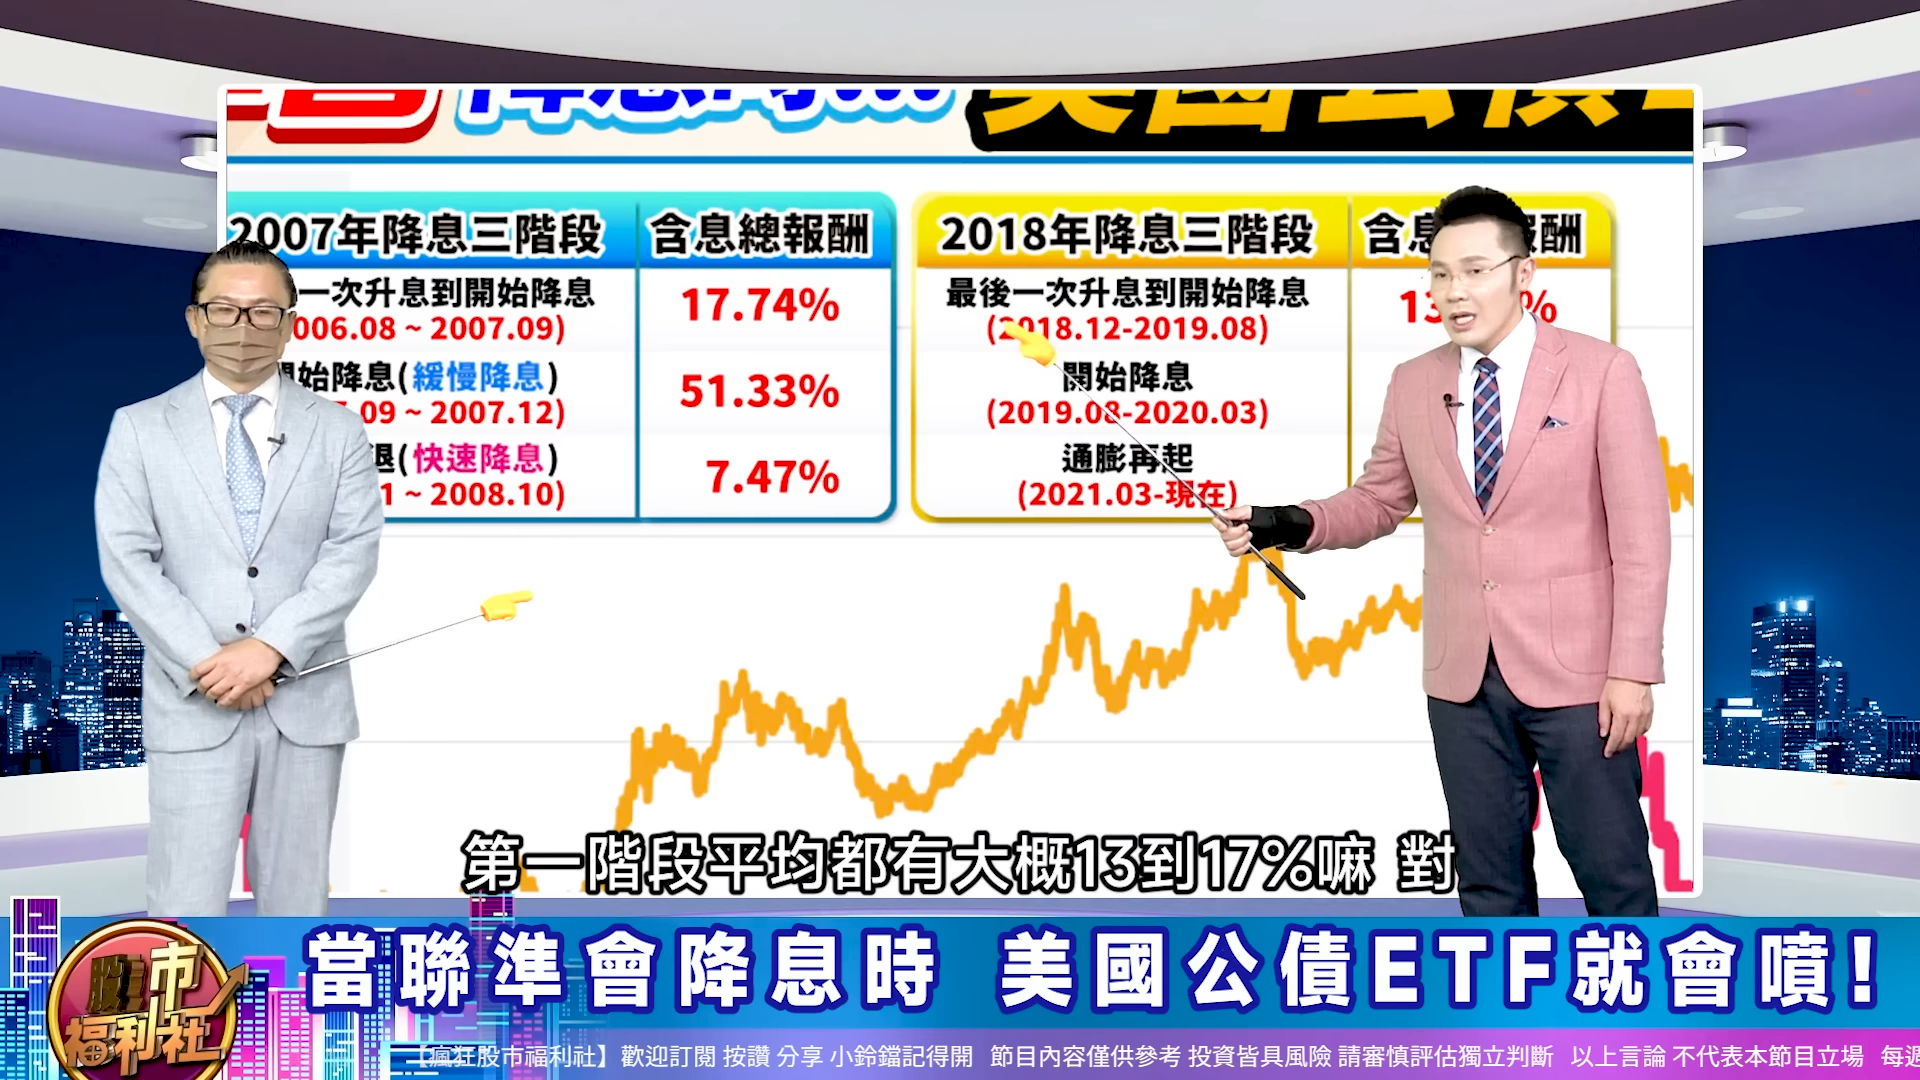 2007年降息三階段 含息總報酬
一次升息到開始降息 17.74%
006.08 ~ 2007.09)
始降息(緩慢降息) 51.33%
.09 ~ 2007.12)
退(快速降息) 7.47%
1 ~ 2008.10)
2018年降息三階段 含息 報酬
最後一次升息到開始降息 13 %
(2018.12-2019.08)
開始降息
(2019.08-2020.03)
通膨再起
(2021.03-現在)
第一階段平均都有大概13到17%嘛 對
當聯準會降息時 美國公債ETF就會噴!
股市
福利社
【瘋狂股市福利社】歡迎訂閱 按讚 分享 小鈴鐺記得開 節目內容僅供參考 投資皆具風險 請審慎評估獨立判斷 以上言論 不代表本節目立場 每週